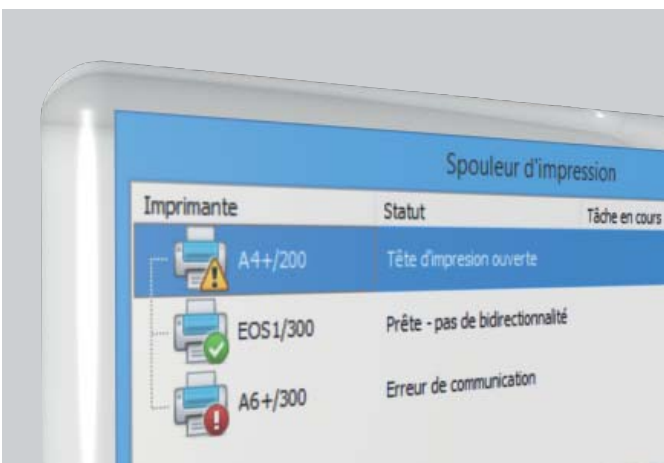 Spouleur d'impression
Imprimante Statut Tâche en cours
A4+/200 Tête d'impresion ouverte
EOS1/300 Prête - pas de bidirectionnalité
A6+/300 Erreur de communication